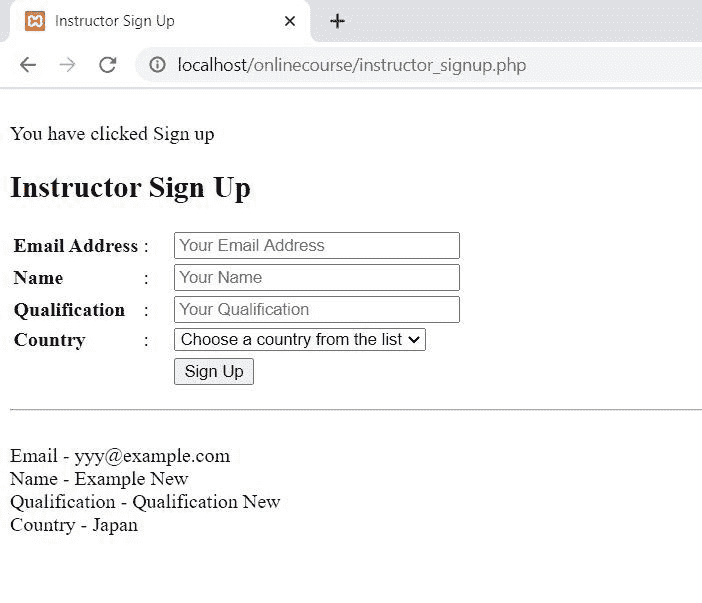 Instructor Sign Up
localhost/onlinecourse/instructor_signup.php
You have clicked Sign up
Instructor Sign Up
Email Address : Your Email Address
Name : Your Name
Qualification : Your Qualification
Country : Choose a country from the list
Sign Up
Email - yyy@example.com
Name - Example New
Qualification - Qualification New
Country - Japan